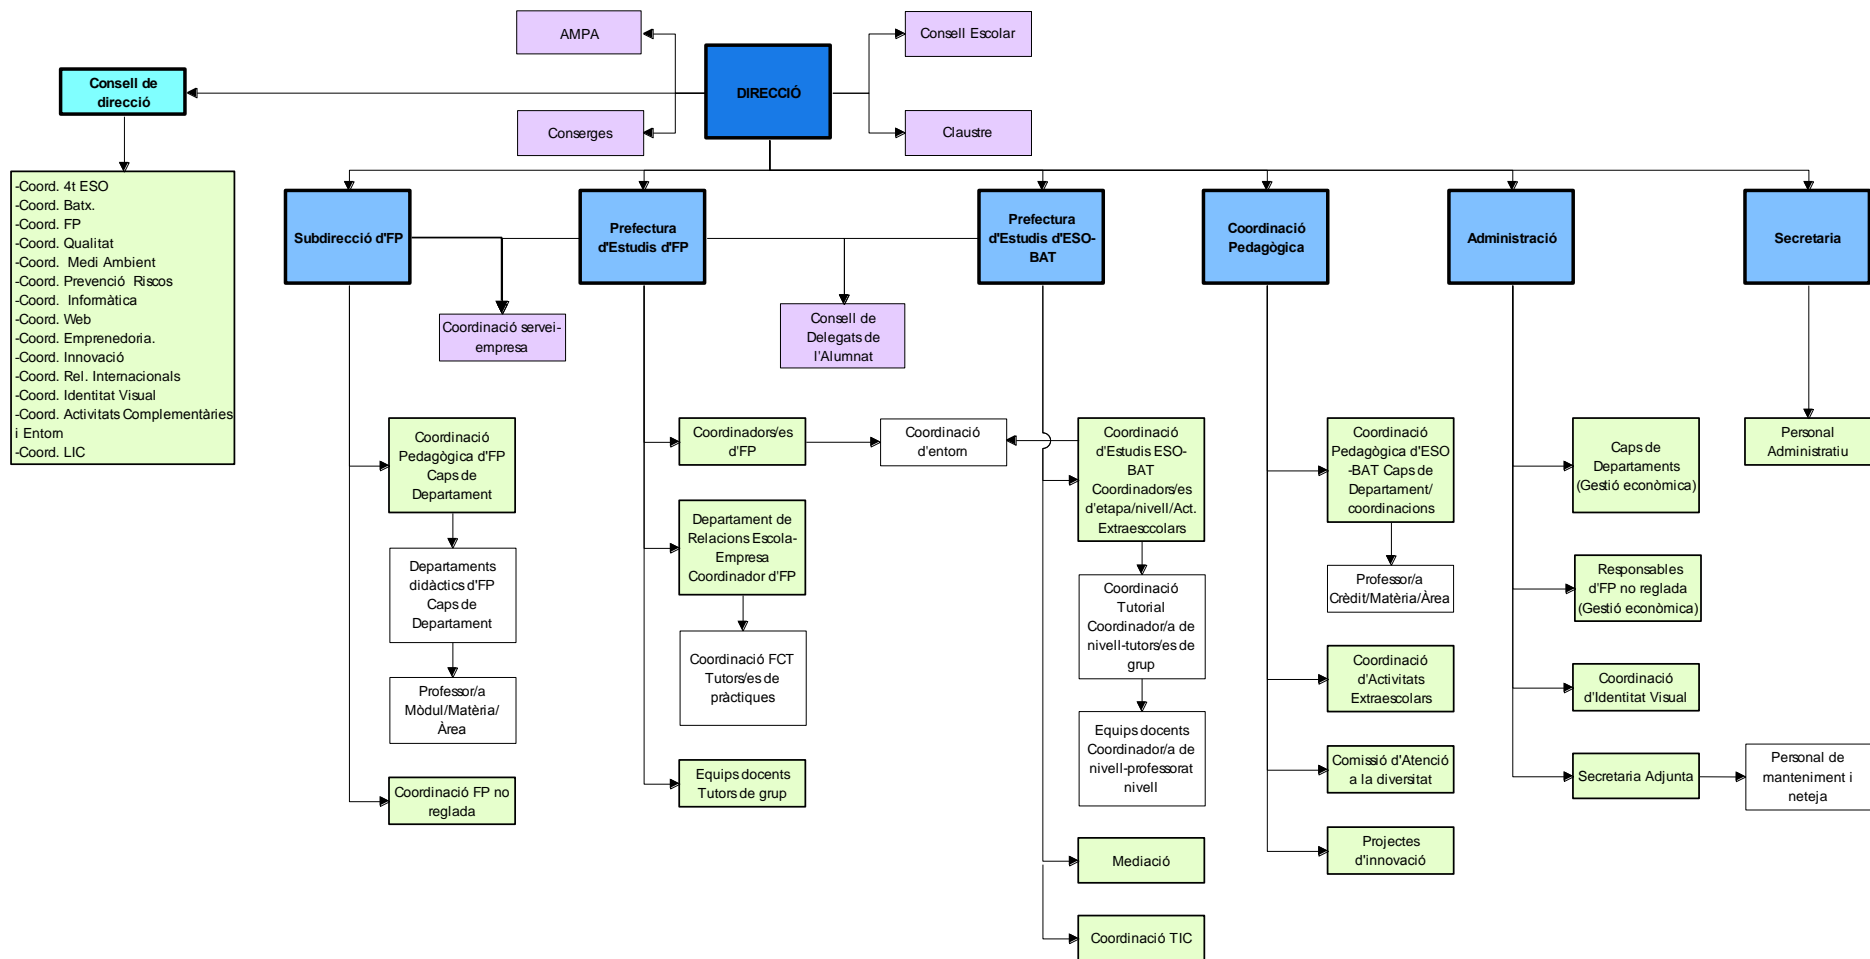 AMPA
Consell Escolar
Consell de
direcció
DIRECCIÓ
Conserges
Claustre
-Coord. 4t ESO
-Coord. Batx.
-Coord. FP
-Coord. Qualitat
-Coord. Medi Ambient
-Coord. Prevenció Riscos
-Coord. Informàtica
-Coord. Web
-Coord. Emprenedoria.
-Coord. Innovació
-Coord. Rel. Internacionals
-Coord. Identitat Visual
-Coord. Activitats Complementàries
i Entorn
-Coord. LIC
Subdirecció d'FP
Prefectura
d'Estudis d'FP
Prefectura
d'Estudis d'ESO-
BAT
Coordinació
Pedagògica
Administració
Secretaria
Coordinació servei-
empresa
Consell de
Delegats de
l'Alumnat
Coordinació
Pedagògica d'FP
Caps de
Departament
Departaments
didàctics d'FP
Caps de
Departament
Professor/a
Mòdul/Matèria/
Àrea
Coordinació FP no
reglada
Coordinadors/es
d'FP
Departament de
Relacions Escola-
Empresa
Coordinador d'FP
Coordinació FCT
Tutors/es de
pràctiques
Equips docents
Tutors de grup
Coordinació
d'entorn
Coordinació
d'Estudis ESO-
BAT
Coordinadors/es
d'etapa/nivell/Act.
Extraesccolars
Coordinació
Tutorial
Coordinador/a de
nivell-tutors/es de
grup
Equips docents
Coordinador/a de
nivell-professorat
nivell
Mediació
Coordinació TIC
Coordinació
Pedagògica d'ESO
-BAT Caps de
Departament/
coordinacions
Professor/a
Crèdit/Matèria/Àrea
Coordinació
d'Activitats
Extraescolars
Comissió d'Atenció
a la diversitat
Projectes
d'innovació
Caps de
Departaments
(Gestió econòmica)
Responsables
d'FP no reglada
(Gestió econòmica)
Coordinació
d'Identitat Visual
Secretaria Adjunta
Personal de
manteniment i
neteja
Personal
Administratiu